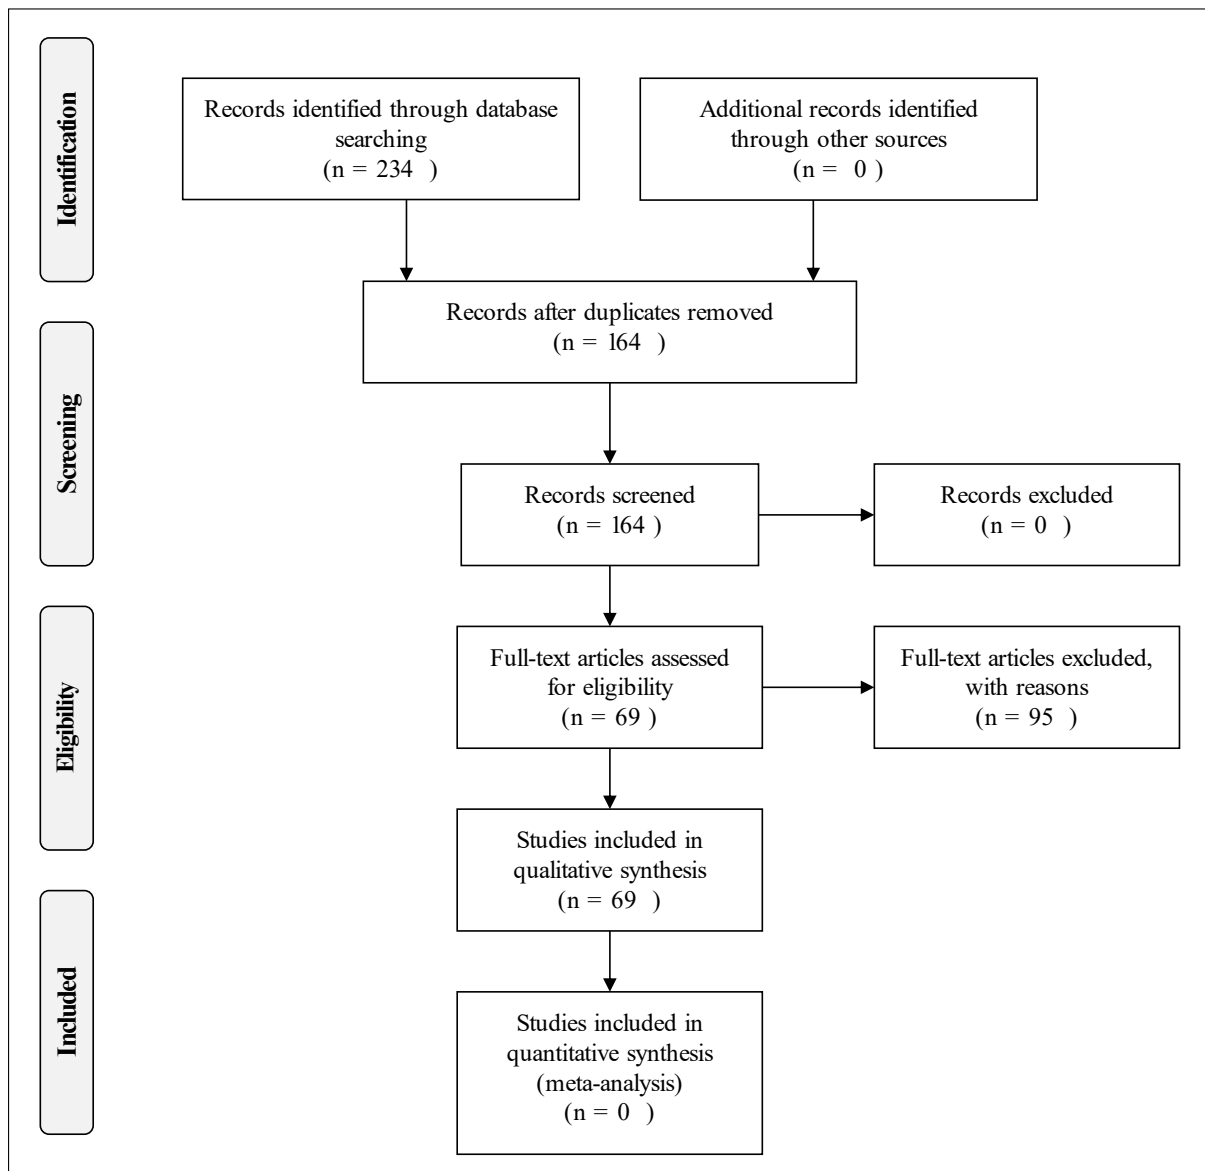 Identification
Records identified through database
searching
(n = 234 )
Additional records identified
through other sources
(n = 0 )
Records after duplicates removed
(n = 164 )
Screening
Records screened
(n = 164 )
Records excluded
(n = 0 )
Eligibility
Full-text articles assessed
for eligibility
(n = 69 )
Full-text articles excluded,
with reasons
(n = 95 )
Studies included in
qualitative synthesis
(n = 69 )
Included
Studies included in
quantitative synthesis
(meta-analysis)
(n = 0 )